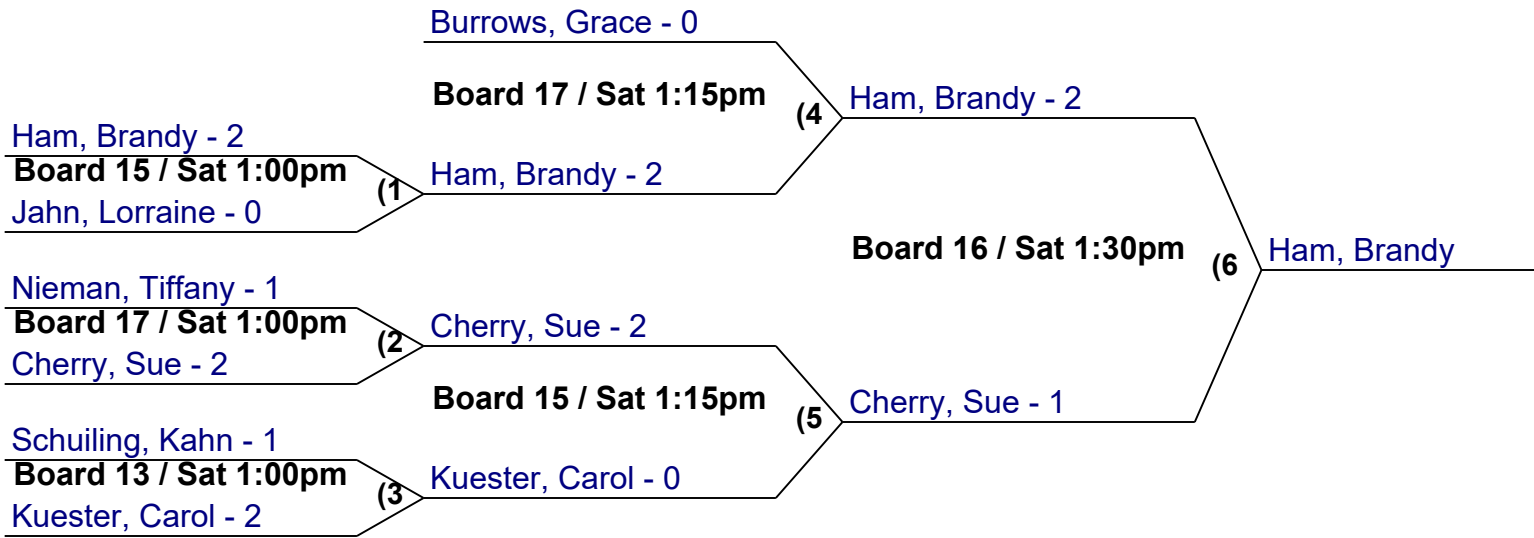 Burrows, Grace - 0
Board 17 / Sat 1:15pm
(4
Ham, Brandy - 2
Ham, Brandy - 2
Board 15 / Sat 1:00pm
(1
Ham, Brandy - 2
Jahn, Lorraine - 0
Board 16 / Sat 1:30pm
(6
Ham, Brandy
Nieman, Tiffany - 1
Board 17 / Sat 1:00pm
(2
Cherry, Sue - 2
Cherry, Sue - 2
Board 15 / Sat 1:15pm
(5
Cherry, Sue - 1
Schuiling, Kahn - 1
Board 13 / Sat 1:00pm
(3
Kuester, Carol - 0
Kuester, Carol - 2